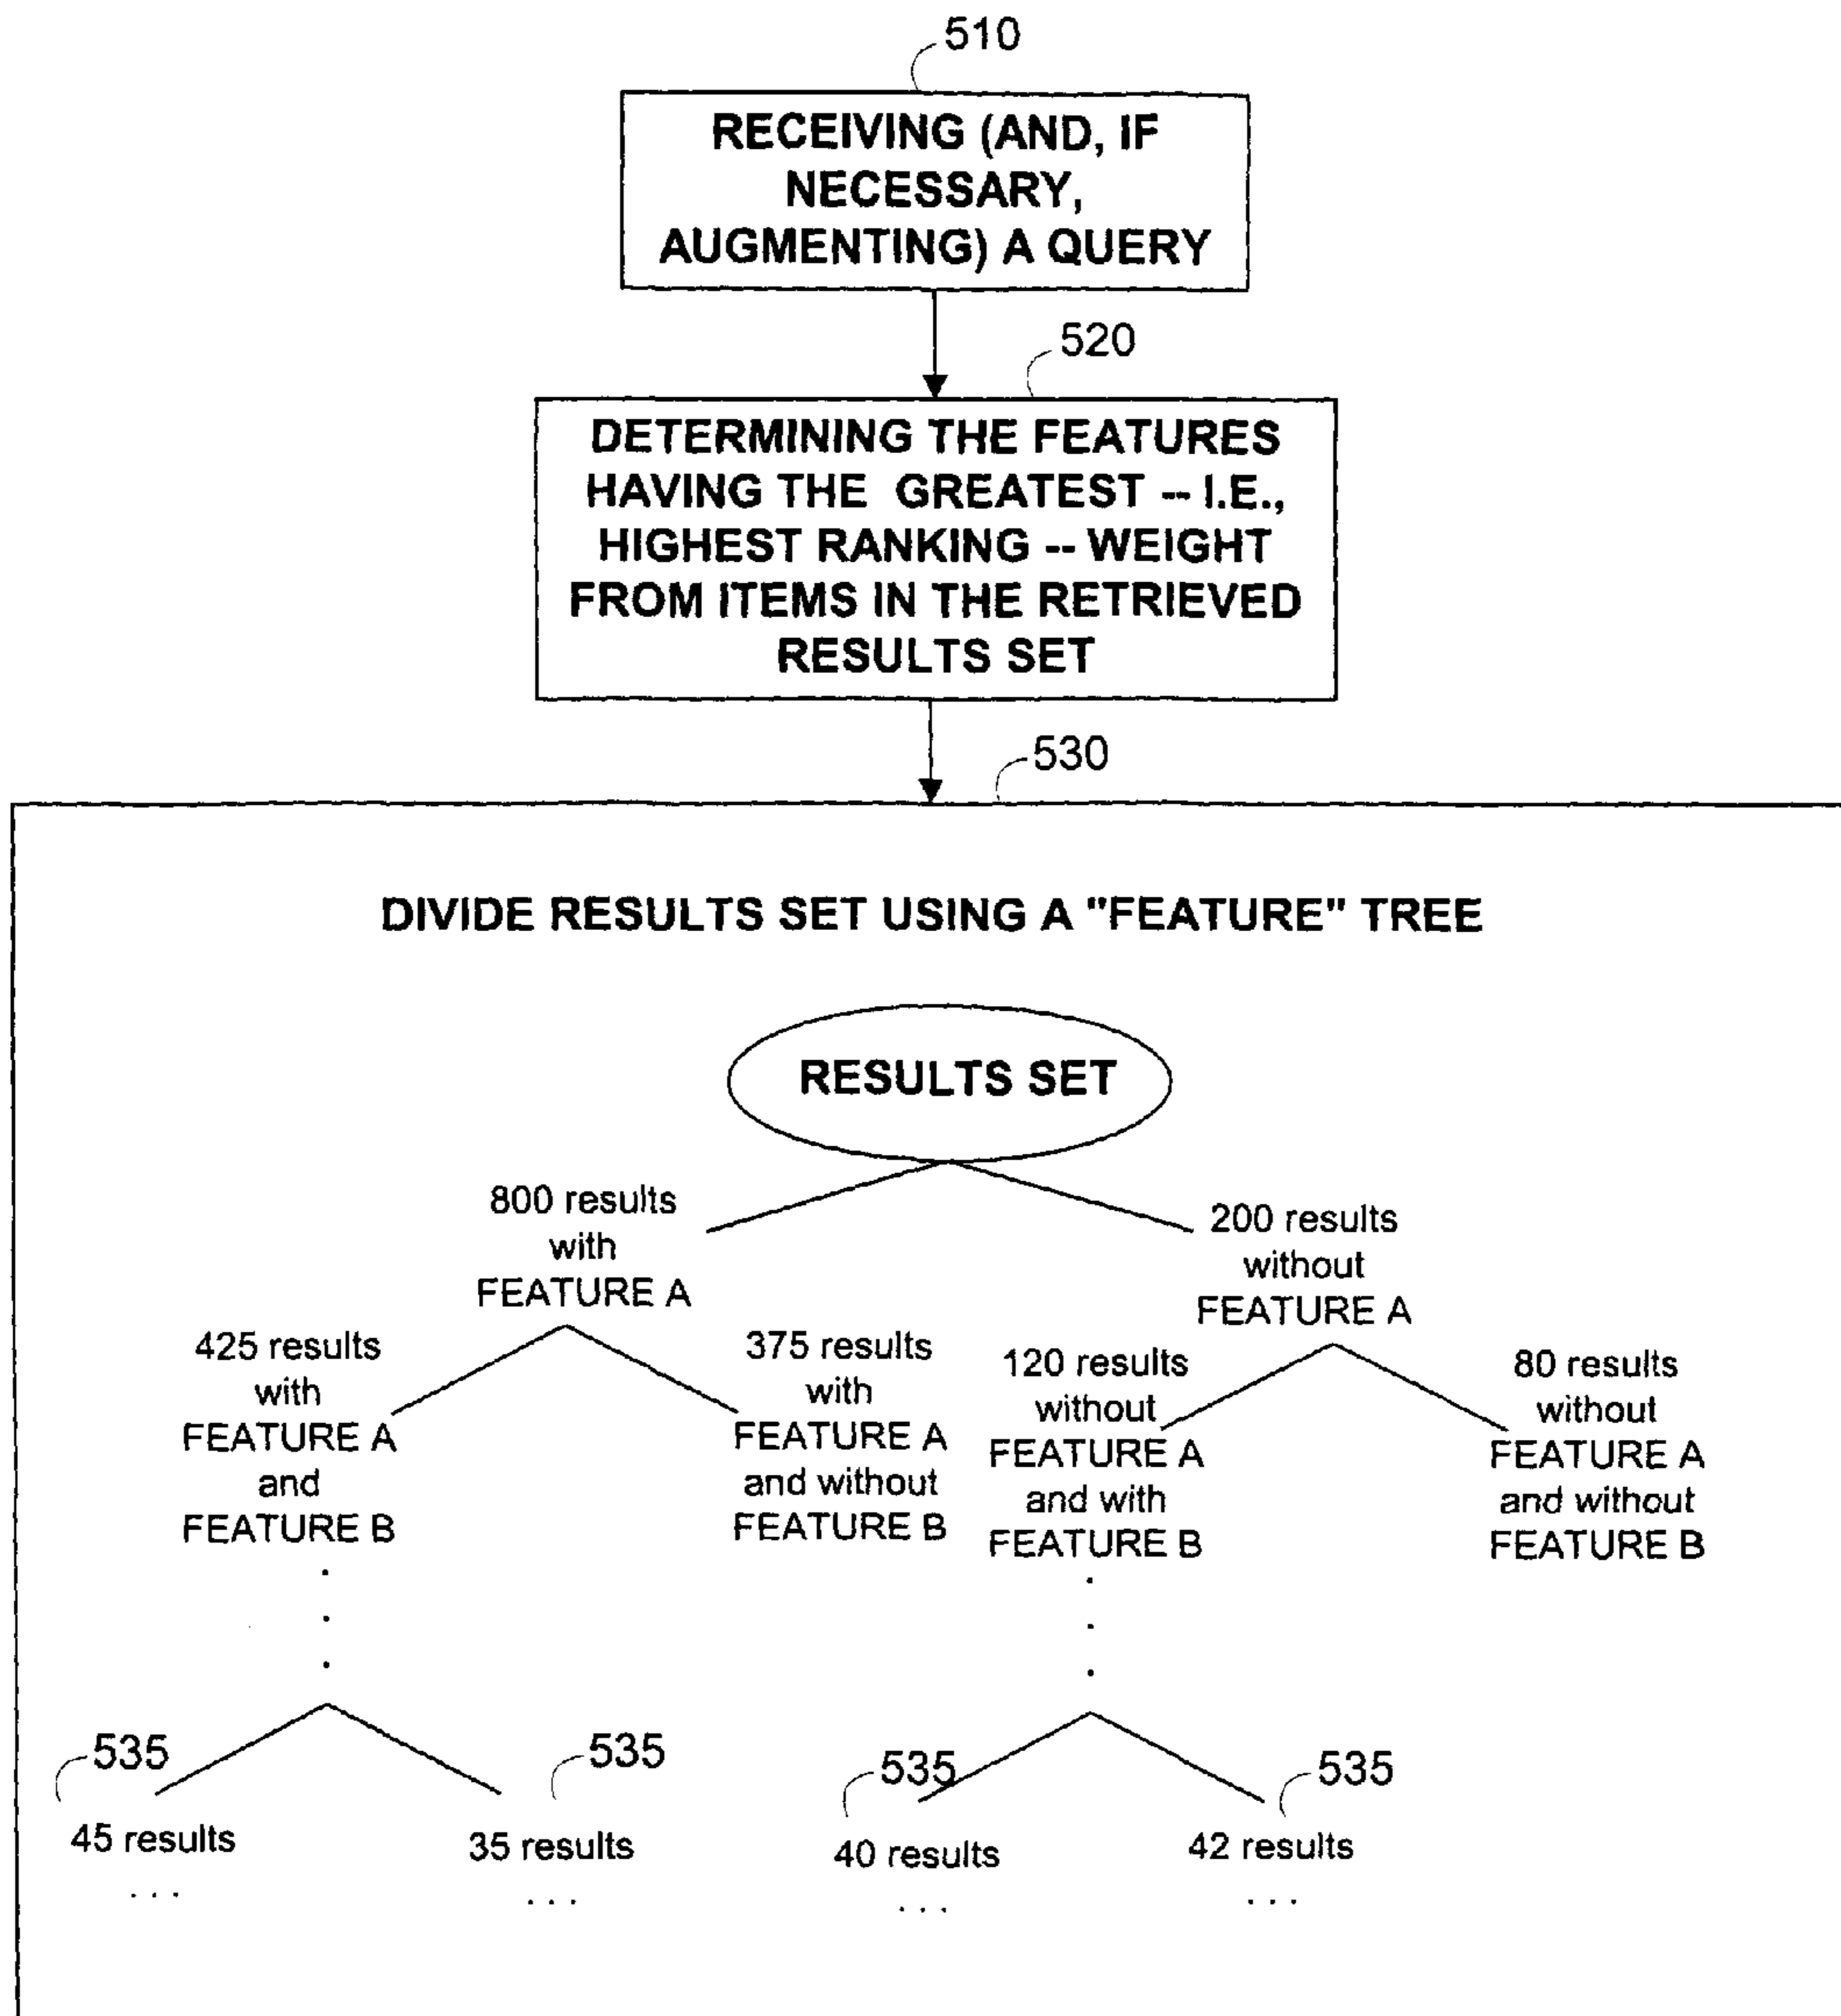 510
RECEIVING (AND, IF
NECESSARY,
AUGMENTING) A QUERY
520
DETERMINING THE FEATURES
HAVING THE GREATEST -- I.E.,
HIGHEST RANKING -- WEIGHT
FROM ITEMS IN THE RETRIEVED
RESULTS SET
530
DIVIDE RESULTS SET USING A "FEATURE" TREE
RESULTS SET
800 results
with
FEATURE A
200 results
without
FEATURE A
425 results
with
FEATURE A
and
FEATURE B
375 results
with
FEATURE A
and without
FEATURE B
120 results
without
FEATURE A
and with
FEATURE B
80 results
without
FEATURE A
and without
FEATURE B
.
.
.
.
.
.
535
535
535
535
45 results
35 results
40 results
42 results
. . .
. . .
. . .
. . .